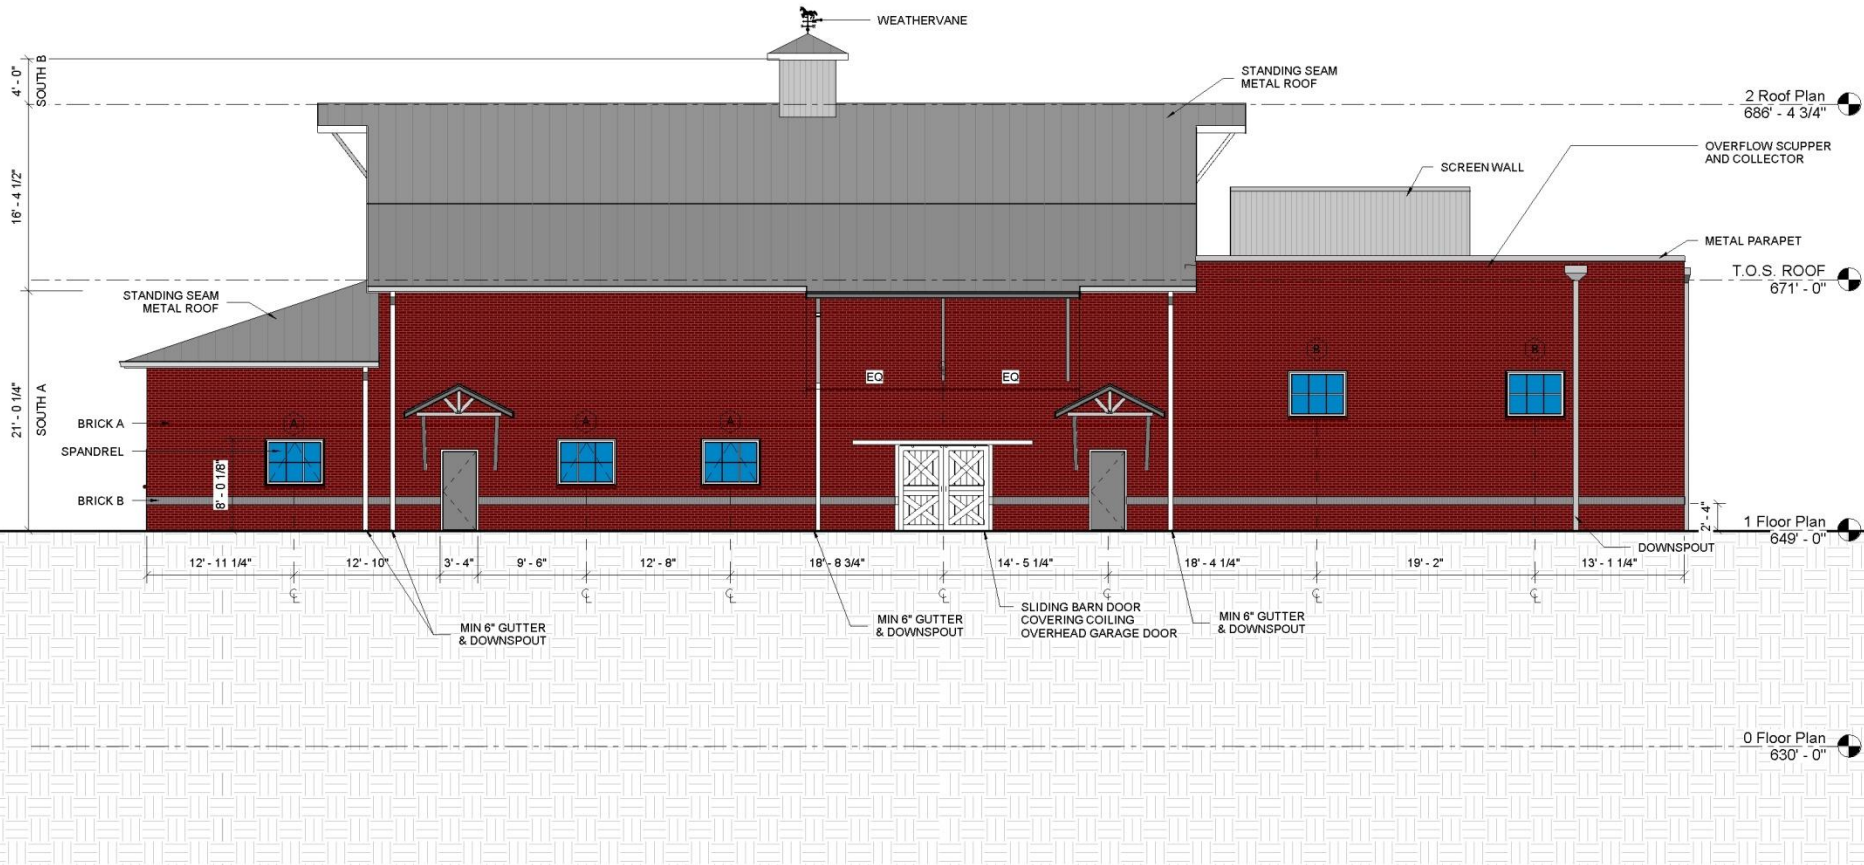 WEATHERVANE
4' - 0"
SOUTH B
STANDING SEAM
METAL ROOF
2 Roof Plan
686' - 4 3/4"
OVERFLOW SCUPPER
AND COLLECTOR
SCREEN WALL
16' - 4 1/2"
METAL PARAPET
T.O.S. ROOF
671' - 0"
STANDING SEAM
METAL ROOF
B
B
EQ
EQ
21' - 0 1/4"
SOUTH A
BRICK A
A
A
A
SPANDREL
8' - 0 1/8"
BRICK B
2' - 4"
1 Floor Plan
649' - 0"
DOWNSPOUT
12' - 11 1/4"
12' - 10"
3' - 4"
9' - 6"
12' - 8"
18' - 8 3/4"
14' - 5 1/4"
18' - 4 1/4"
19' - 2"
13' - 1 1/4"
MIN 6" GUTTER
& DOWNSPOUT
MIN 6" GUTTER
& DOWNSPOUT
SLIDING BARN DOOR
COVERING COILING
OVERHEAD GARAGE DOOR
MIN 6" GUTTER
& DOWNSPOUT
0 Floor Plan
630' - 0"